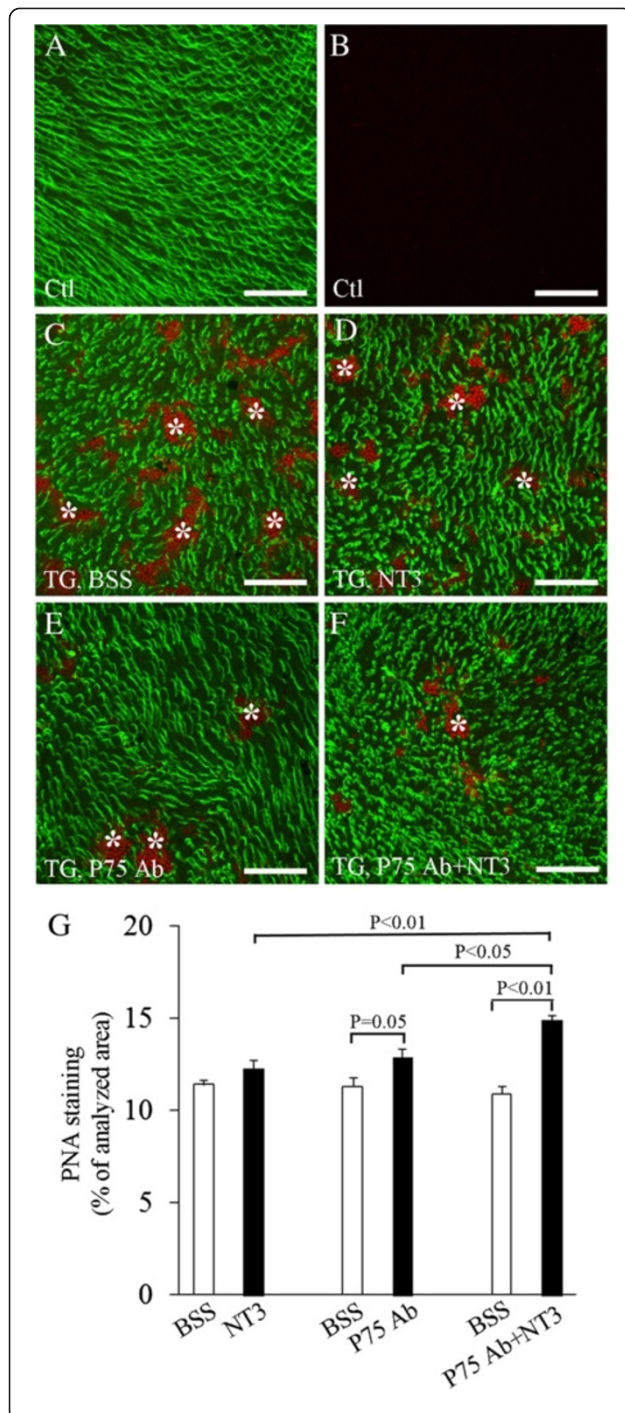 A
B
Ctl
Ctl
C
D
*
*
*
*
*
*
*
*
*
TG, BSS
TG, NT3
E
F
*
*
*
*
TG, P75 Ab
TG, P75 Ab+NT3
G
20
P<0.01
P<0.05
P<0.01
15
P=0.05
10
5
0
PNA staining
(% of analyzed area)
BSS
NT3
BSS
P75 Ab
BSS
P75 Ab+NT3